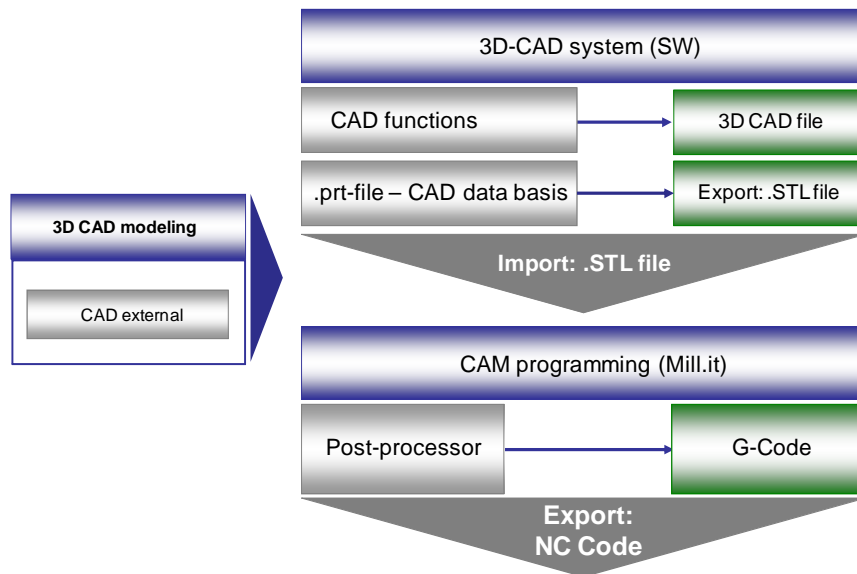 3D-CAD system (SW)
CAD functions
3D CAD file
.prt-file – CAD data basis
Export: .STL file
3D CAD modeling
CAD external
Import: .STL file
CAM programming (Mill.it)
Post-processor
G-Code
Export:
NC Code